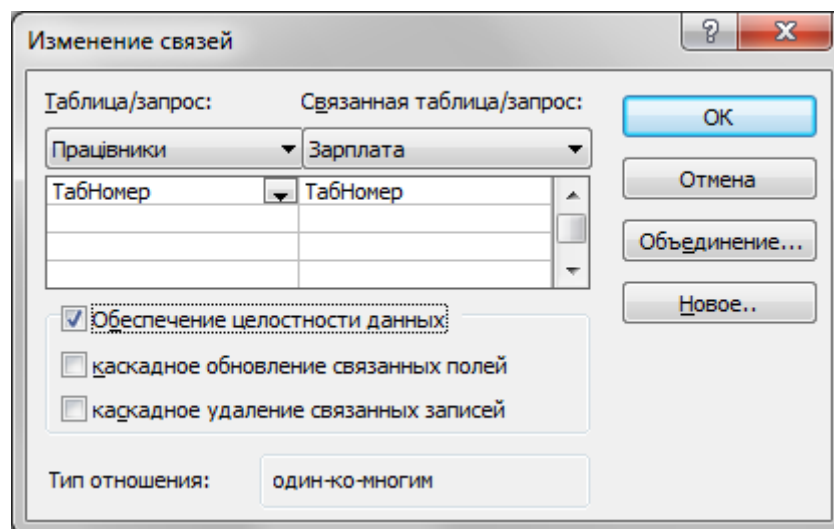 Изменение связей
Таблица/запрос: Связанная таблица/запрос:
Працівники Зарплата
ТабНомер ТабНомер
Обеспечение целостности данных
каскадное обновление связанных полей
каскадное удаление связанных записей
Тип отношения: один-ко-многим
ОК
Отмена
Объединение...
Новое..